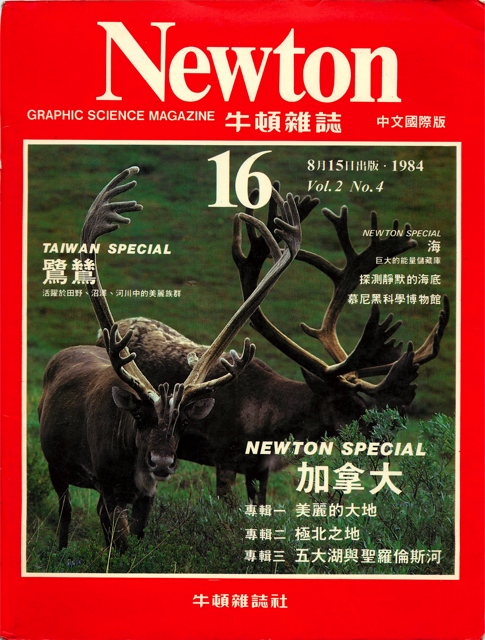 Newton
GRAPHIC SCIENCE MAGAZINE 牛頓雜誌 中文國際版
16
8月15日出版・1984
Vol.2 No.4
NEWTON SPECIAL
海
巨大的能量儲藏庫
探測靜默的海底
慕尼黑科學博物館
TAIWAN SPECIAL
鷺鷥
活躍於田野、沼澤、河川中的美麗族群
NEWTON SPECIAL
加拿大
專輯一 美麗的大地
專輯二 極北之地
專輯三 五大湖與聖羅倫斯河
牛頓雜誌社